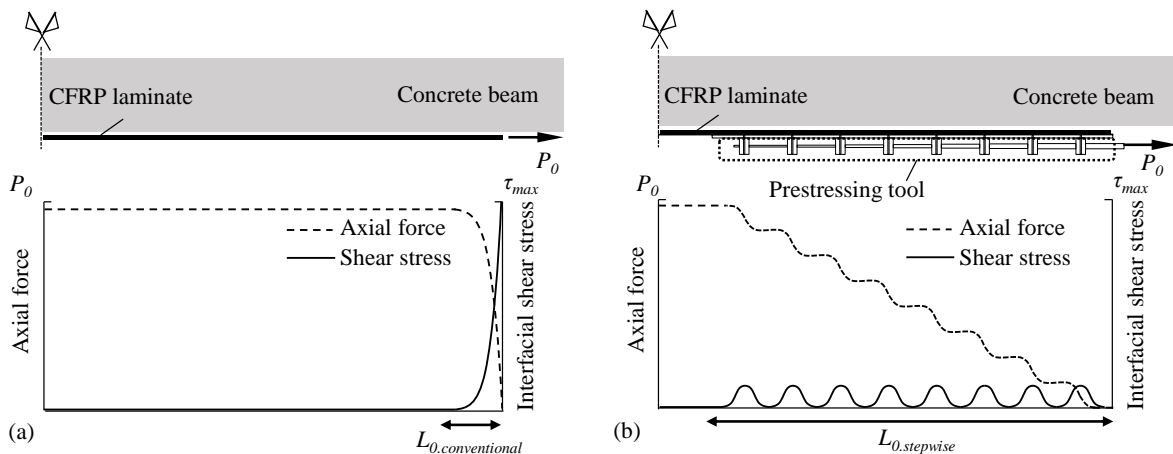 CFRP laminate
Concrete beam
P0
P0
τmax
Axial force
Shear stress
Axial force
Interfacial shear stress
(a)
L0.conventional
CFRP laminate
Concrete beam
P0
Prestressing tool
P0
τmax
Axial force
Shear stress
Axial force
Interfacial shear stress
(b)
L0.stepwise